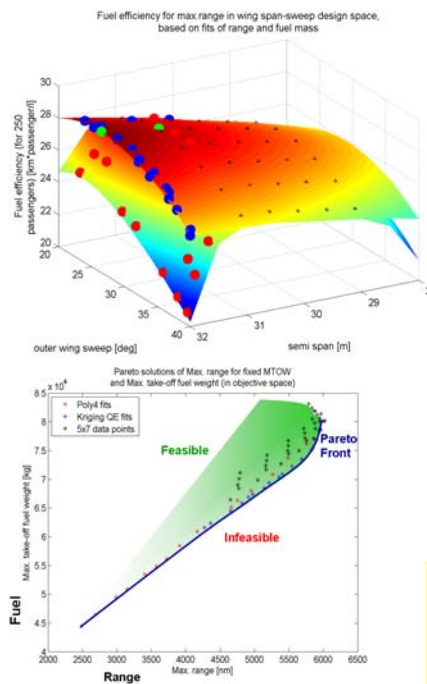 Fuel efficiency for max.range in wing span-sweep design space,
based on fits of range and fuel mass
Fuel efficiency (for 250
passengers) [km*passenger/l]
30
28
26
24
22
20
20
25
30
35
40
32
31
30
29
outer wing sweep [deg]
semi span [m]
Pareto solutions of Max. range for fixed MTOW
and Max. take-off fuel weight (in objective space)
x 10^4
8.5
8
7.5
7
6.5
6
5.5
5
4.5
4
Poly4 fits
Kriging QE fits
5x7 data points
Feasible
Pareto
Front
Infeasible
Fuel
Max. take-off fuel weight [kg]
2000
2500
3000
3500
4000
4500
5000
5500
6000
6500
Range
Max. range [nm]